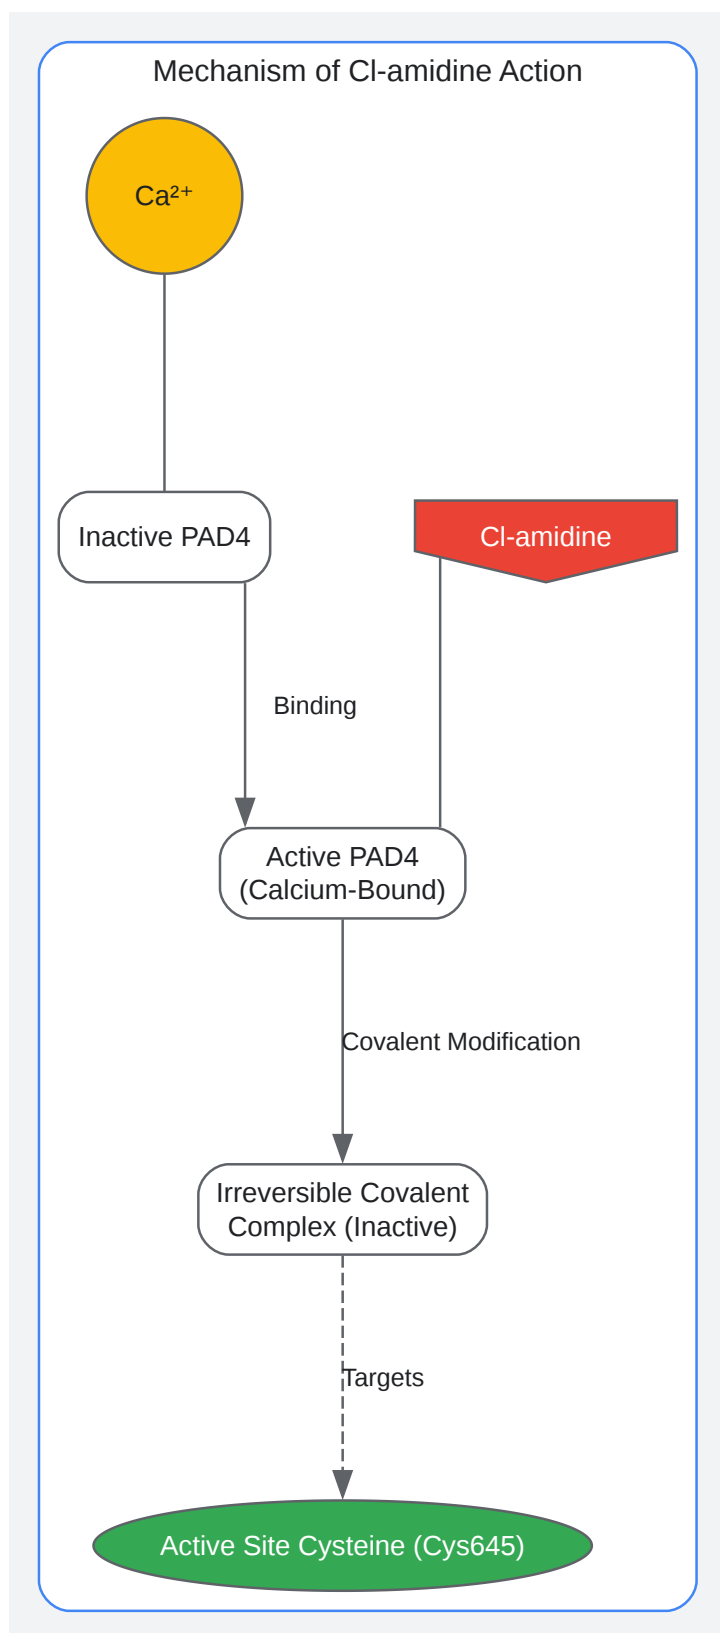 Mechanism of Cl-amidine Action
Ca²⁺
Inactive PAD4
Cl-amidine
Binding
Active PAD4
(Calcium-Bound)
Covalent Modification
Irreversible Covalent
Complex (Inactive)
Targets
Active Site Cysteine (Cys645)